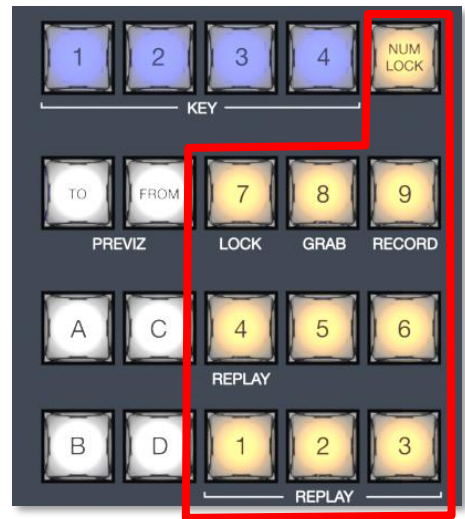 1 2 3 4 NUM LOCK
KEY
TO FROM 7 8 9
PREVIZ LOCK GRAB RECORD
A C 4 5 6
REPLAY
B D 1 2 3
REPLAY